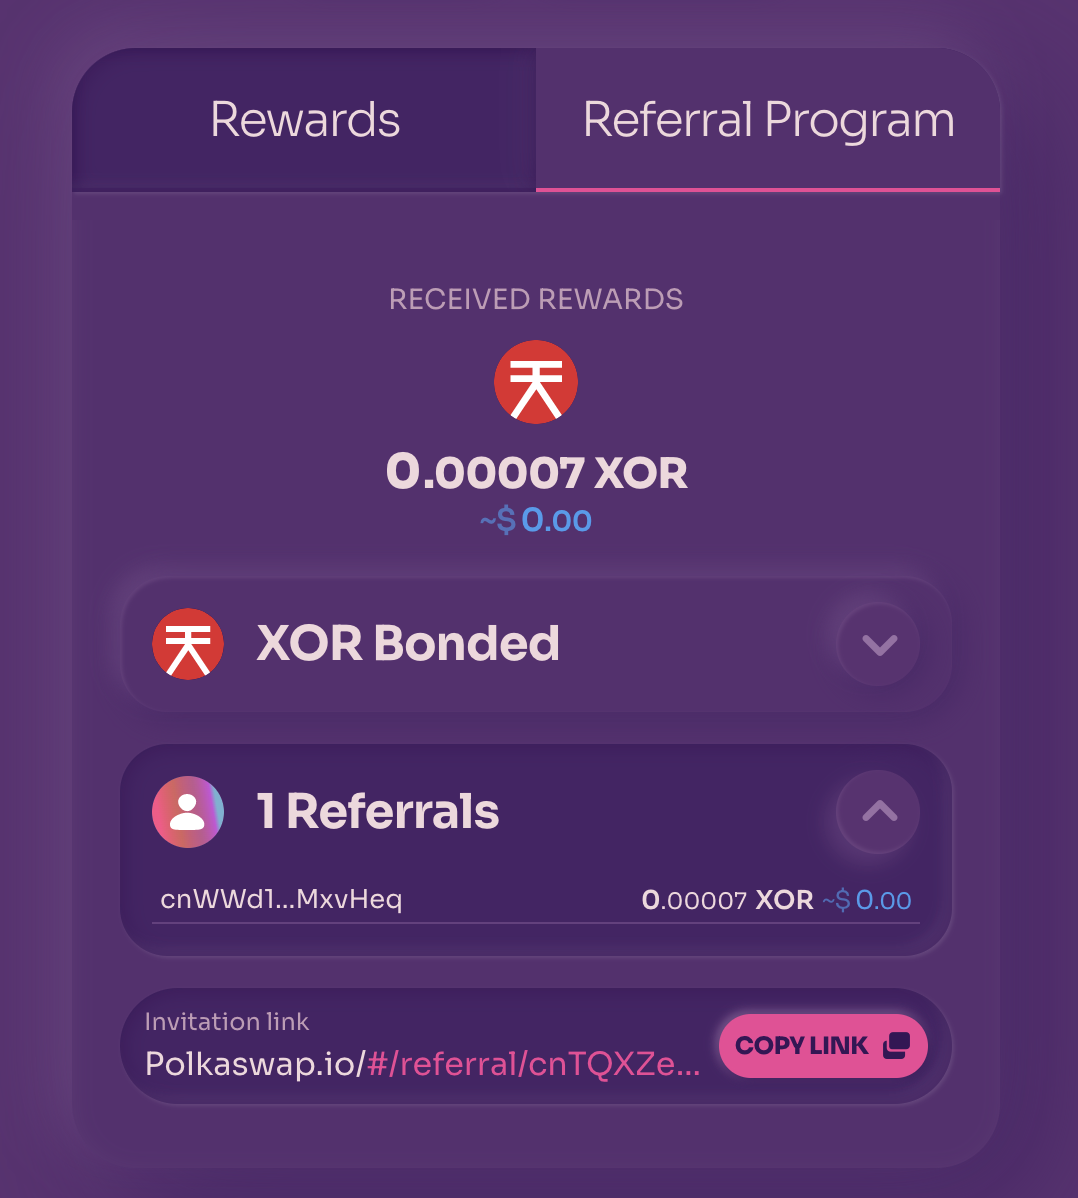 Rewards
Referral Program
RECEIVED REWARDS
0.00007 XOR
~$ 0.00
XOR Bonded
1 Referrals
cnWWd1...MxvHeq 0.00007 XOR ~$ 0.00
Invitation link
Polkaswap.io/#/referral/cnTQXZe...
COPY LINK